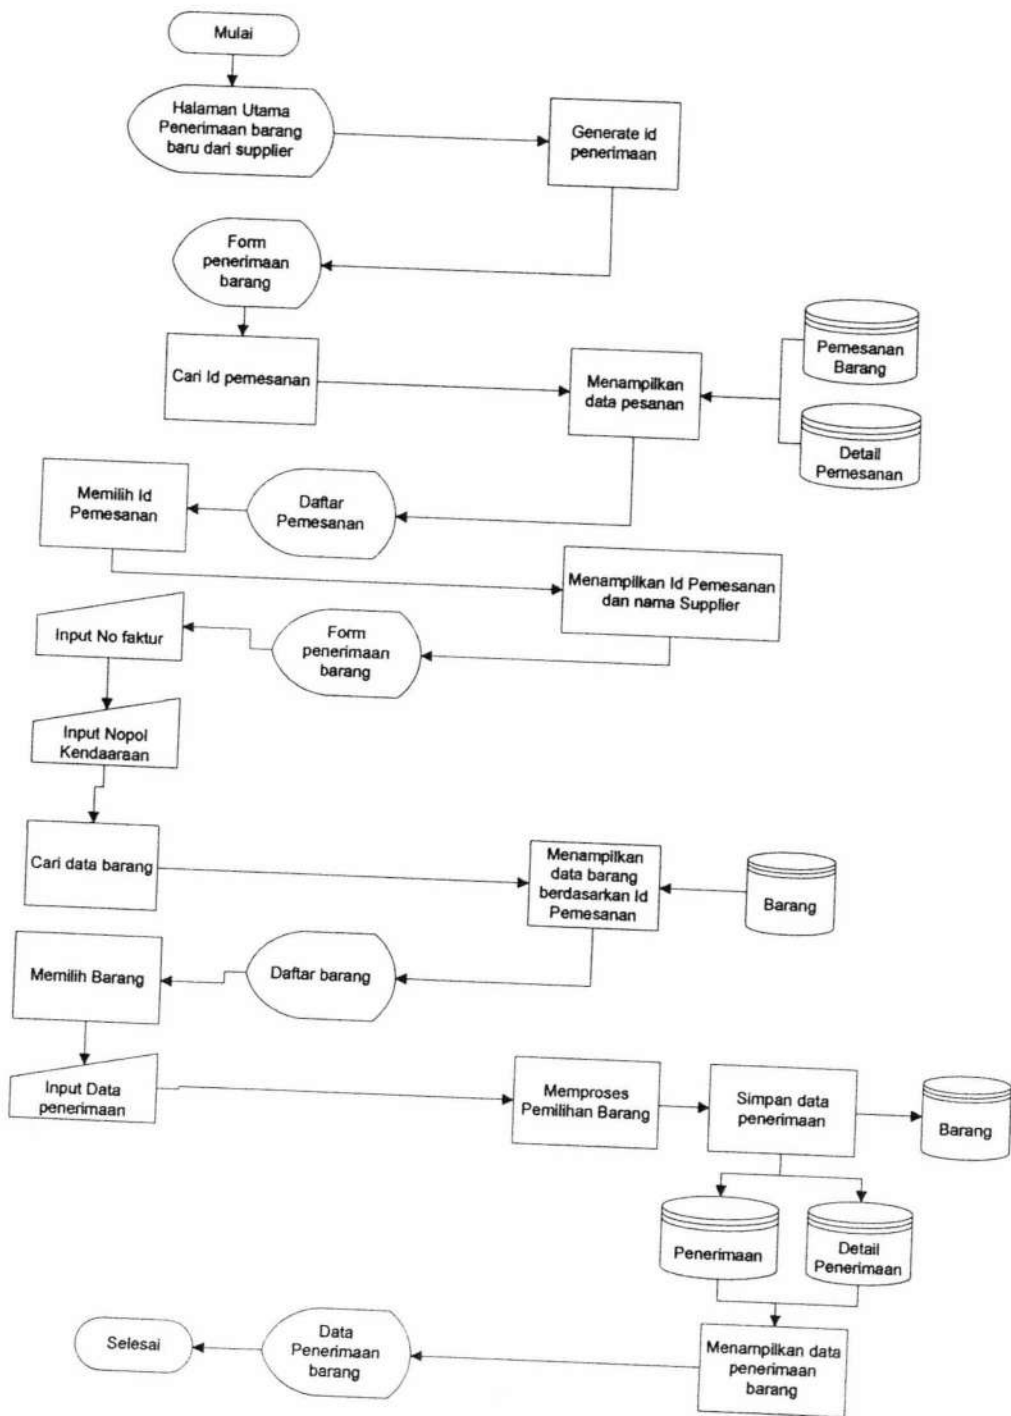 Mulai
Halaman Utama
Penerimaan barang
baru dari supplier
Generate id
penerimaan
Form
penerimaan
barang
Cari Id pemesanan
Menampilkan
data pesanan
Pemesanan
Barang
Detail
Pemesanan
Daftar
Pemesanan
Memilih Id
Pemesanan
Menampilkan Id Pemesanan
dan nama Supplier
Form
penerimaan
barang
Input No faktur
Input Nopol
Kendaaraan
Cari data barang
Menampilkan
data barang
berdasarkan Id
Pemesanan
Barang
Daftar barang
Memilih Barang
Input Data
penerimaan
Memproses
Pemilihan Barang
Simpan data
penerimaan
Barang
Penerimaan
Detail
Penerimaan
Menampilkan data
penerimaan
barang
Data
Penerimaan
barang
Selesai